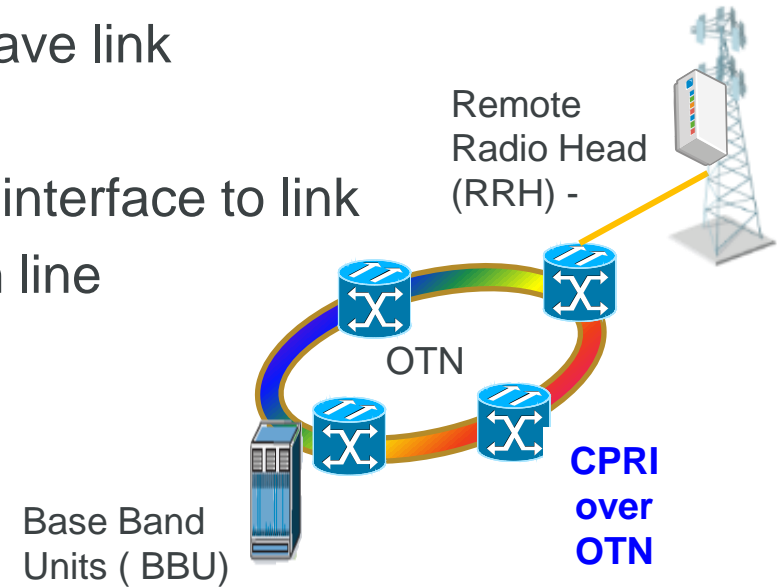 ave link
Remote
Radio Head
(RRH) -
interface to link
line
OTN
CPRI
over
OTN
Base Band
Units ( BBU)